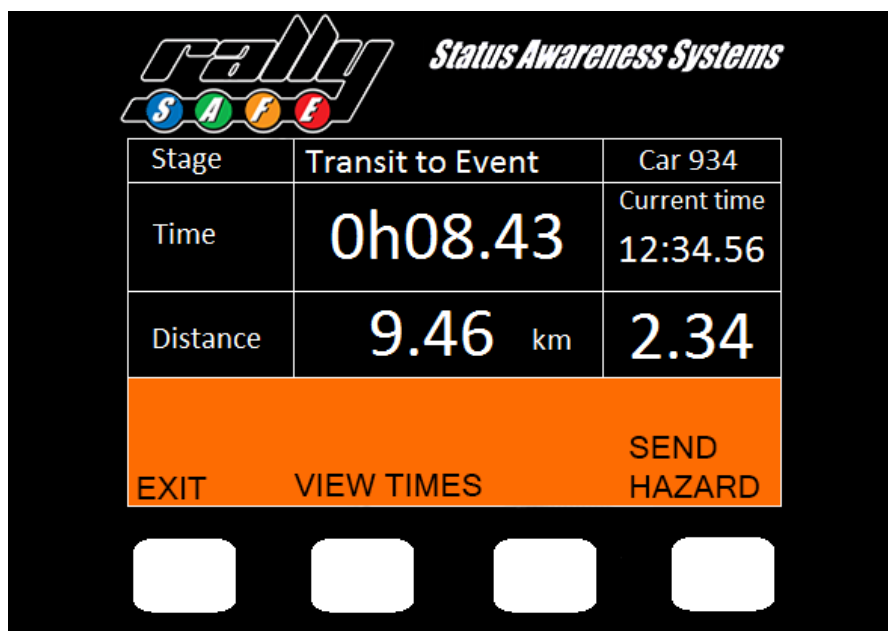 rally
SAFE
Status Awareness Systems
Stage Transit to Event Car 934
Current time
Time 0h08.43 12:34.56
Distance 9.46 km 2.34
SEND
EXIT VIEW TIMES HAZARD